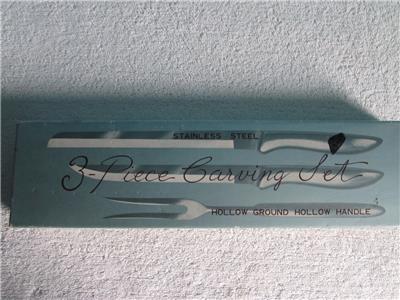 STAINLESS STEEL
3-Piece Carving Set
HOLLOW GROUND HOLLOW HANDLE